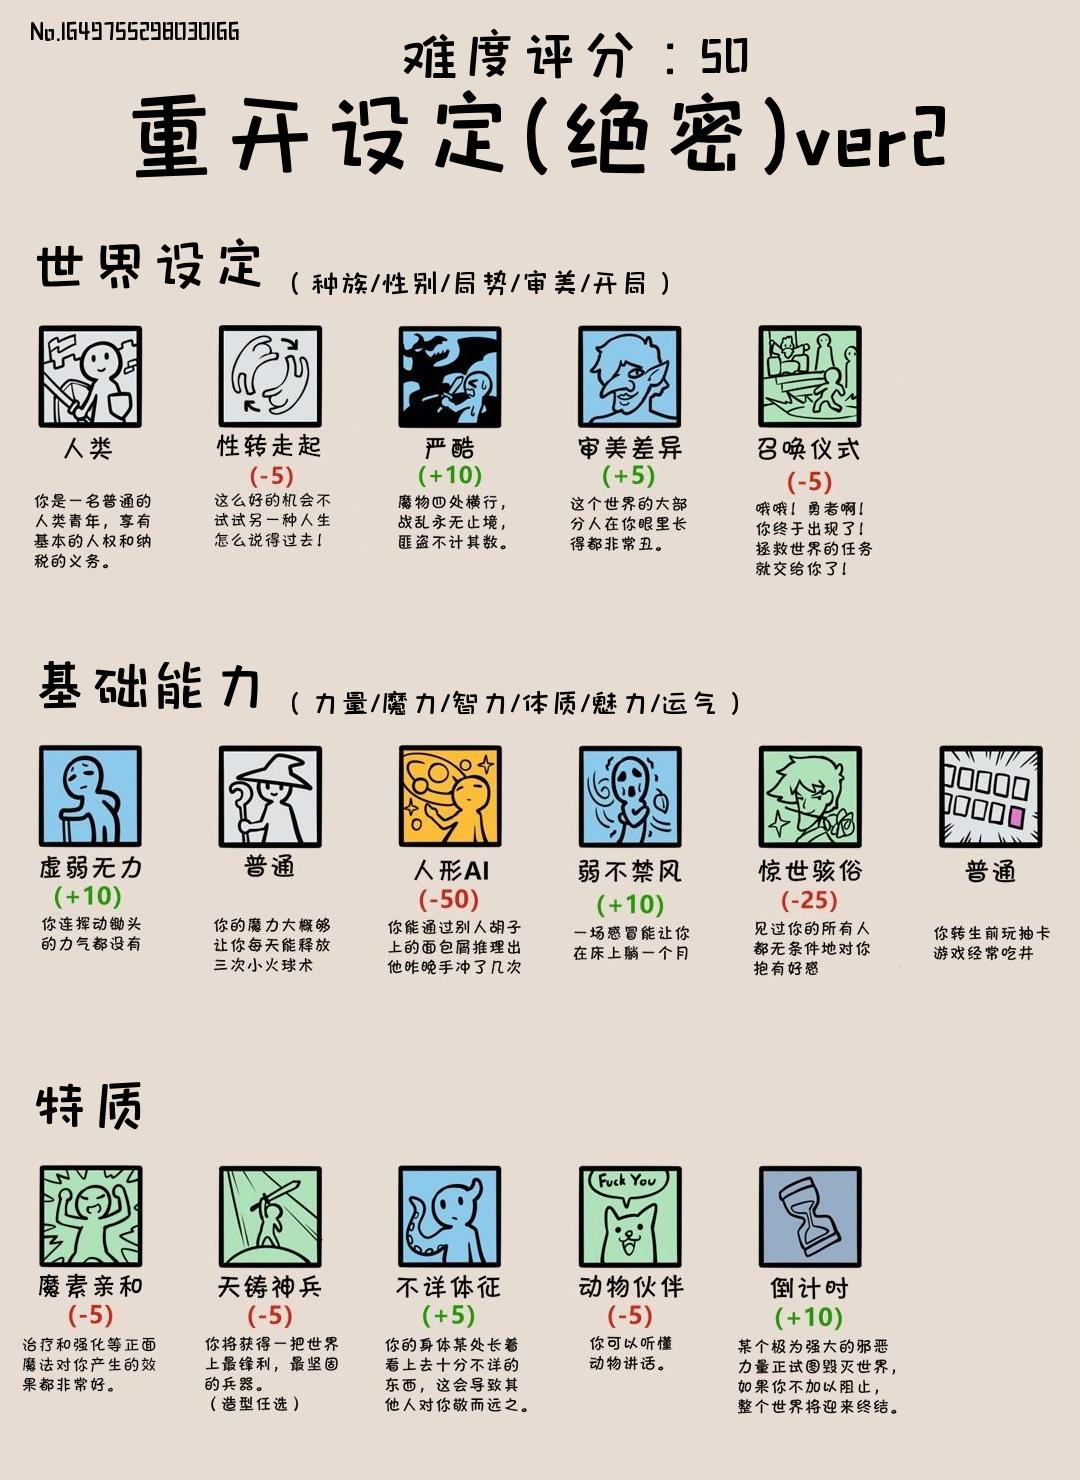 No.1649755298030166
难度评分：50
重开设定(绝密)ver2
世界设定（种族/性别/局势/审美/开局）
人类 性转走起 严酷 审美差异 召唤仪式
(-5) (+10) (+5) (-5)
你是一名普通的
人类青年，享有
基本的人权和纳
税的义务。
这么好的机会不
试试另一种人生
怎么说得过去！
魔物四处横行，
战乱永无止境，
匪盗不计其数。
这个世界的大部
分人在你眼里长
得都非常丑。
哦哦！勇者啊！
你终于出现了！
拯救世界的任务
就交给你了！
基础能力（力量/魔力/智力/体质/魅力/运气）
虚弱无力 普通 人形AI 弱不禁风 惊世骇俗 普通
(+10) (-50) (+10) (-25)
你连挥动锄头
的力气都没有
你的魔力大概够
让你每天能释放
三次小火球术
你能通过别人胡子
上的面包屑推理出
他昨晚手冲了几次
一场感冒能让你
在床上躺一个月
见过你的所有人
都无条件地对你
抱有好感
你转生前玩抽卡
游戏经常吃井
特质
Fuck You
魔素亲和 天铸神兵 不详体征 动物伙伴 倒计时
(-5) (-5) (+5) (-5) (+10)
治疗和强化等正面
魔法对你产生的效
果都非常好。
你将获得一把世界
上最锋利，最坚固
的兵器。
（造型任选）
你的身体某处长着
看上去十分不详的
东西，这会导致其
他人对你敬而远之。
你可以听懂
动物讲话。
某个极为强大的邪恶
力量正试图毁灭世界，
如果你不加以阻止，
整个世界将迎来终结。